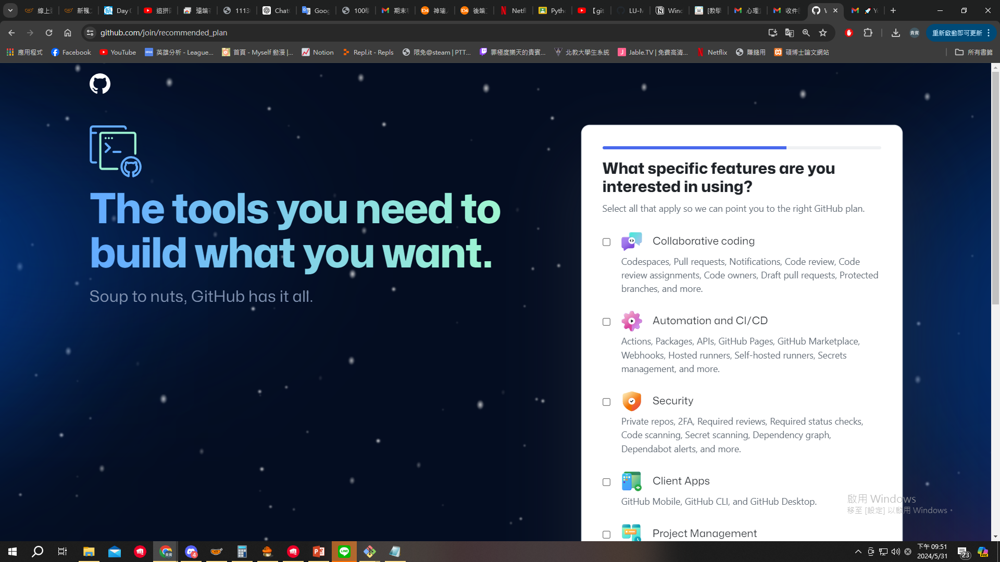 線上
新楓
Day
這拼
遠端
1113
Chat
Goog
100
期末
神瑞
後端
Netfl
Pytho
【git
LU-
Wind
[教學
心理
收件
github.com/join/recommended_plan
重新啟動即可更新
貴賓
應用程式
Facebook
YouTube
英雄分析 - League...
首頁 - Myself 動漫 |...
Notion
Repl.it - Repls
限免@steam | PTT...
罪極度樂天的貴賓...
北教大學生系統
Jable.TV | 免費高清...
Netflix
賺錢用
碩博士論文網站
所有書籤
The tools you need to
build what you want.
Soup to nuts, GitHub has it all.
What specific features are you
interested in using?
Select all that apply so we can point you to the right GitHub plan.
Collaborative coding
Codespaces, Pull requests, Notifications, Code review, Code
review assignments, Code owners, Draft pull requests, Protected
branches, and more.
Automation and CI/CD
Actions, Packages, APIs, GitHub Pages, GitHub Marketplace,
Webhooks, Hosted runners, Self-hosted runners, Secrets
management, and more.
Security
Private repos, 2FA, Required reviews, Required status checks,
Code scanning, Secret scanning, Dependency graph,
Dependabot alerts, and more.
Client Apps
GitHub Mobile, GitHub CLI, and GitHub Desktop.
Project Management
啟用 Windows
移至 [設定] 以啟用 Windows。
4
下午 09:51
2024/5/31
23